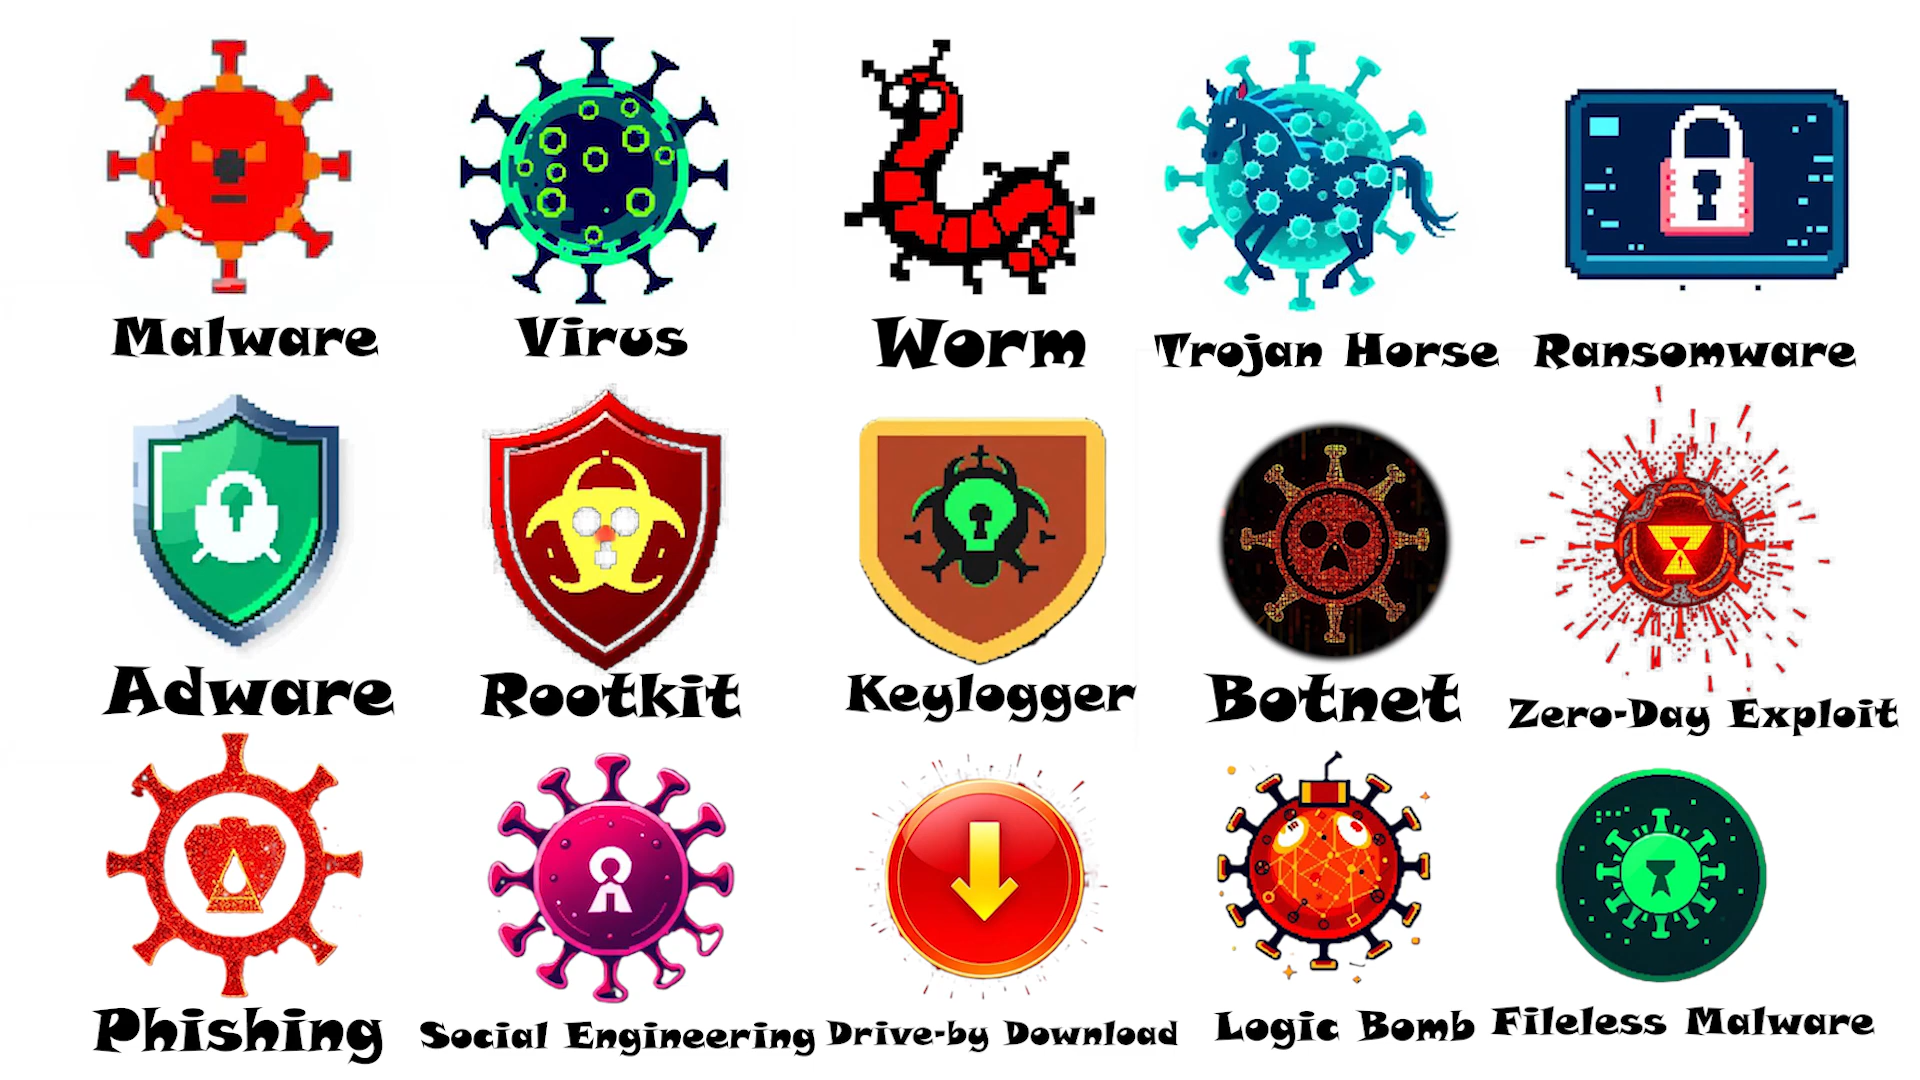 Malware
Virus
Worm
Trojan Horse
Ransomware
Adware
Rootkit
Keylogger
Botnet
Zero-Day Exploit
Phishing
Social Engineering
Drive-by Download
Logic Bomb
Fileless Malware